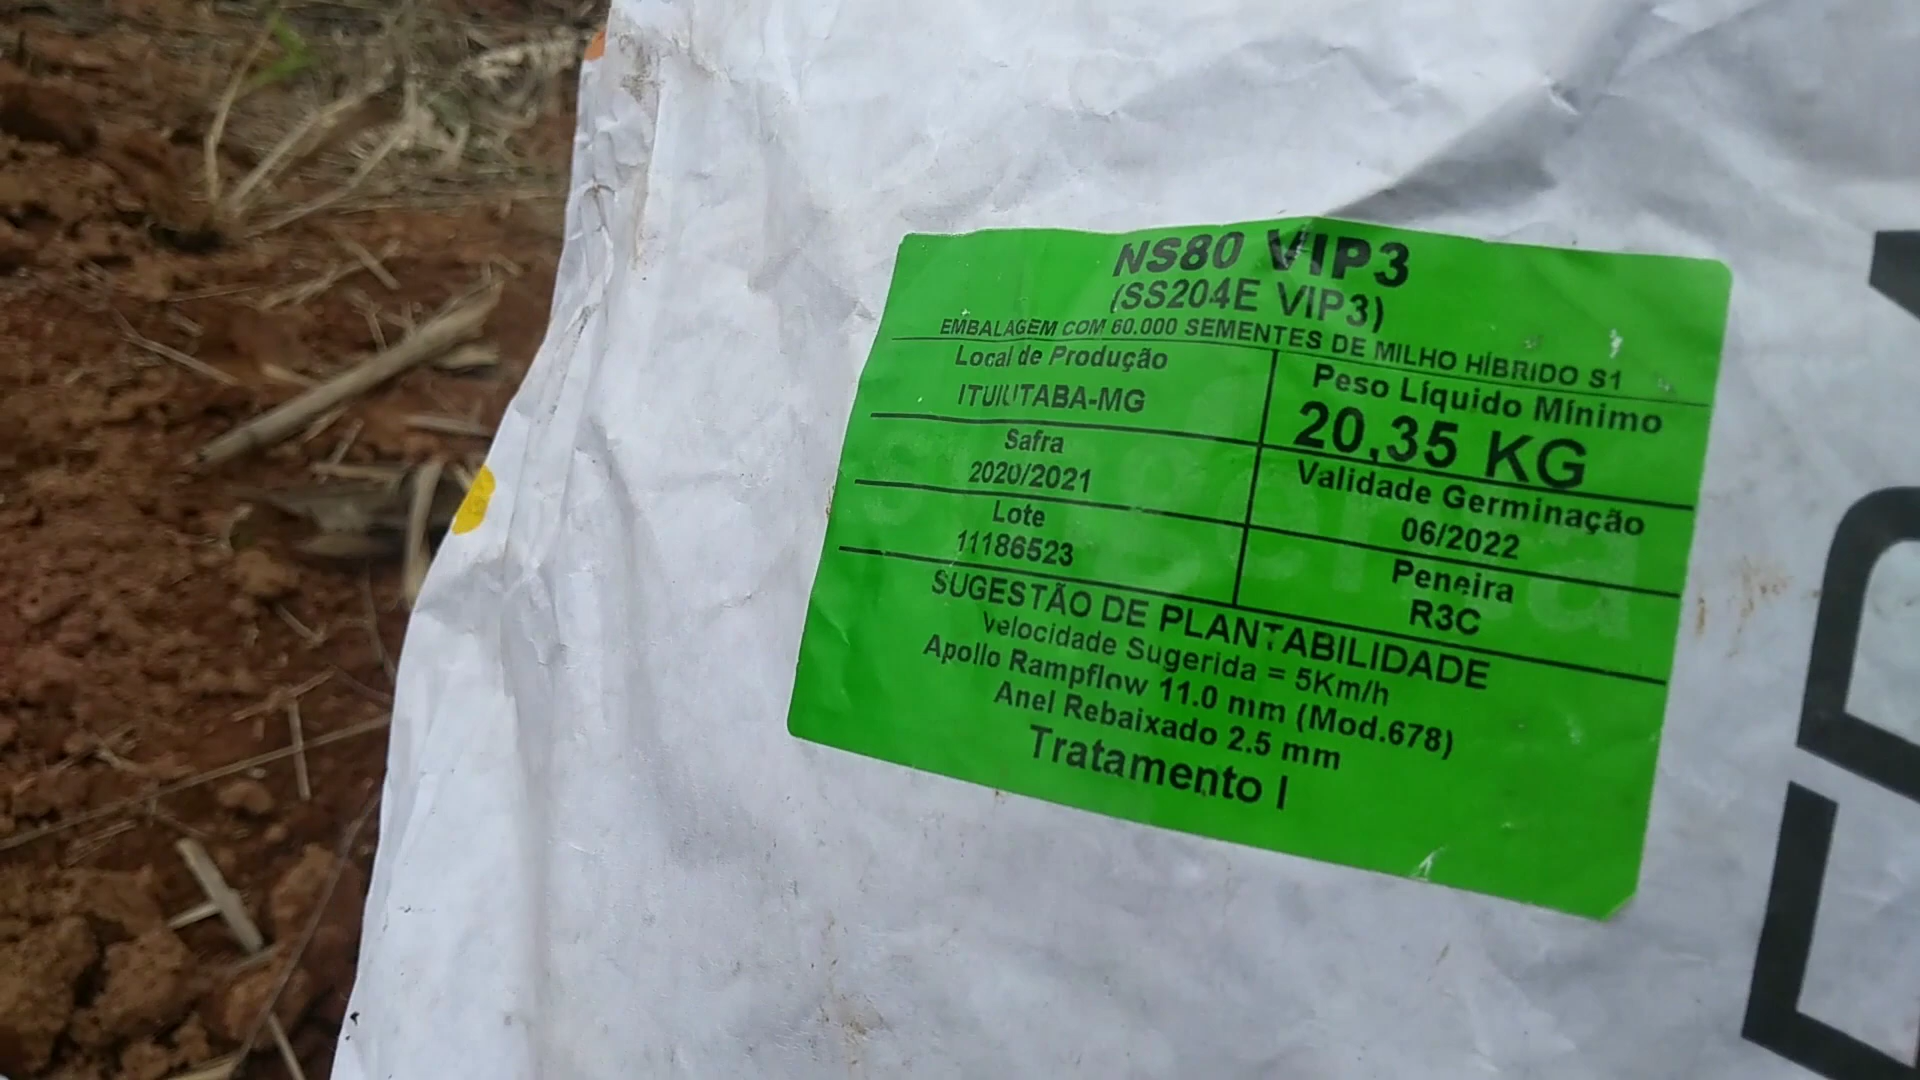 NS80 VIP3
(SS204E VIP3)
EMBALAGEM COM 60.000 SEMENTES DE MILHO HÍBRIDO S1
Local de Produção
ITUIUTABA-MG
Peso Líquido Mínimo
20,35 KG
Safra
2020/2021
Validade Germinação
06/2022
Lote
11186523
Peneira
R3C
SUGESTÃO DE PLANTABILIDADE
Velocidade Sugerida = 5Km/h
Apollo Rampflow 11.0 mm (Mod.678)
Anel Rebaixado 2.5 mm
Tratamento I